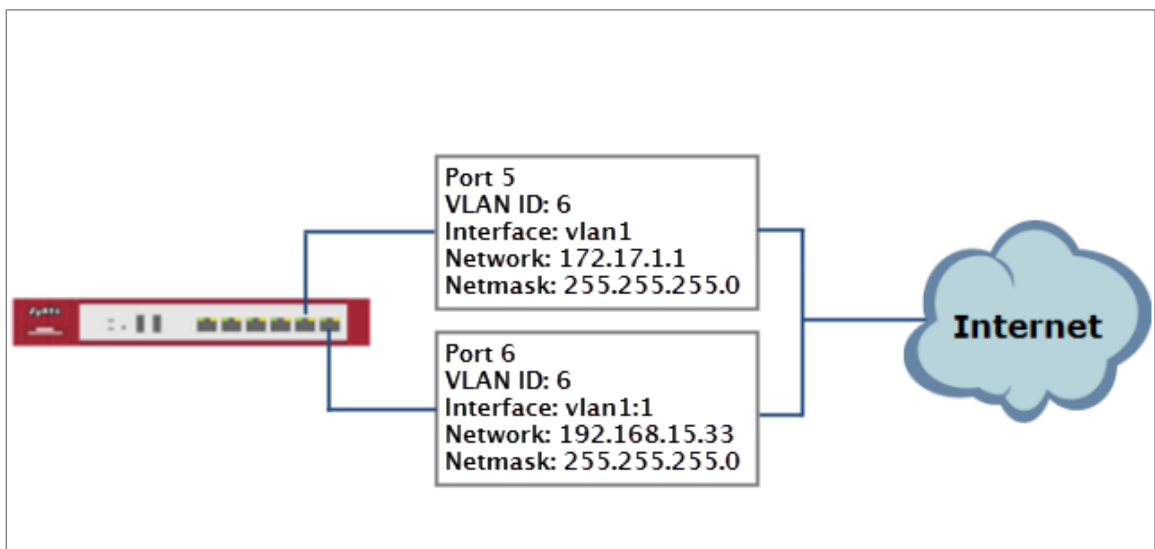 ZyXEL
Port 5
VLAN ID: 6
Interface: vlan1
Network: 172.17.1.1
Netmask: 255.255.255.0
Port 6
VLAN ID: 6
Interface: vlan1:1
Network: 192.168.15.33
Netmask: 255.255.255.0
Internet